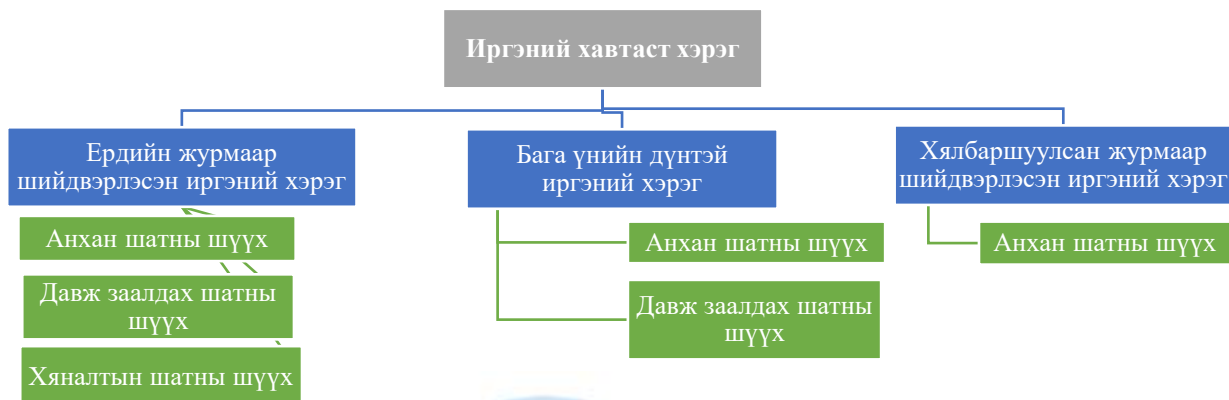 Иргэний хавтаст хэрэг
Ердийн журмаар
шийдвэрлэсэн иргэний хэрэг
Анхан шатны шүүх
Давж заалдах шатны
шүүх
Хяналтын шатны шүүх
Бага үнийн дүнтэй
иргэний хэрэг
Анхан шатны шүүх
Давж заалдах шатны
шүүх
Хялбаршуулсан журмаар
шийдвэрлэсэн иргэний хэрэг
Анхан шатны шүүх